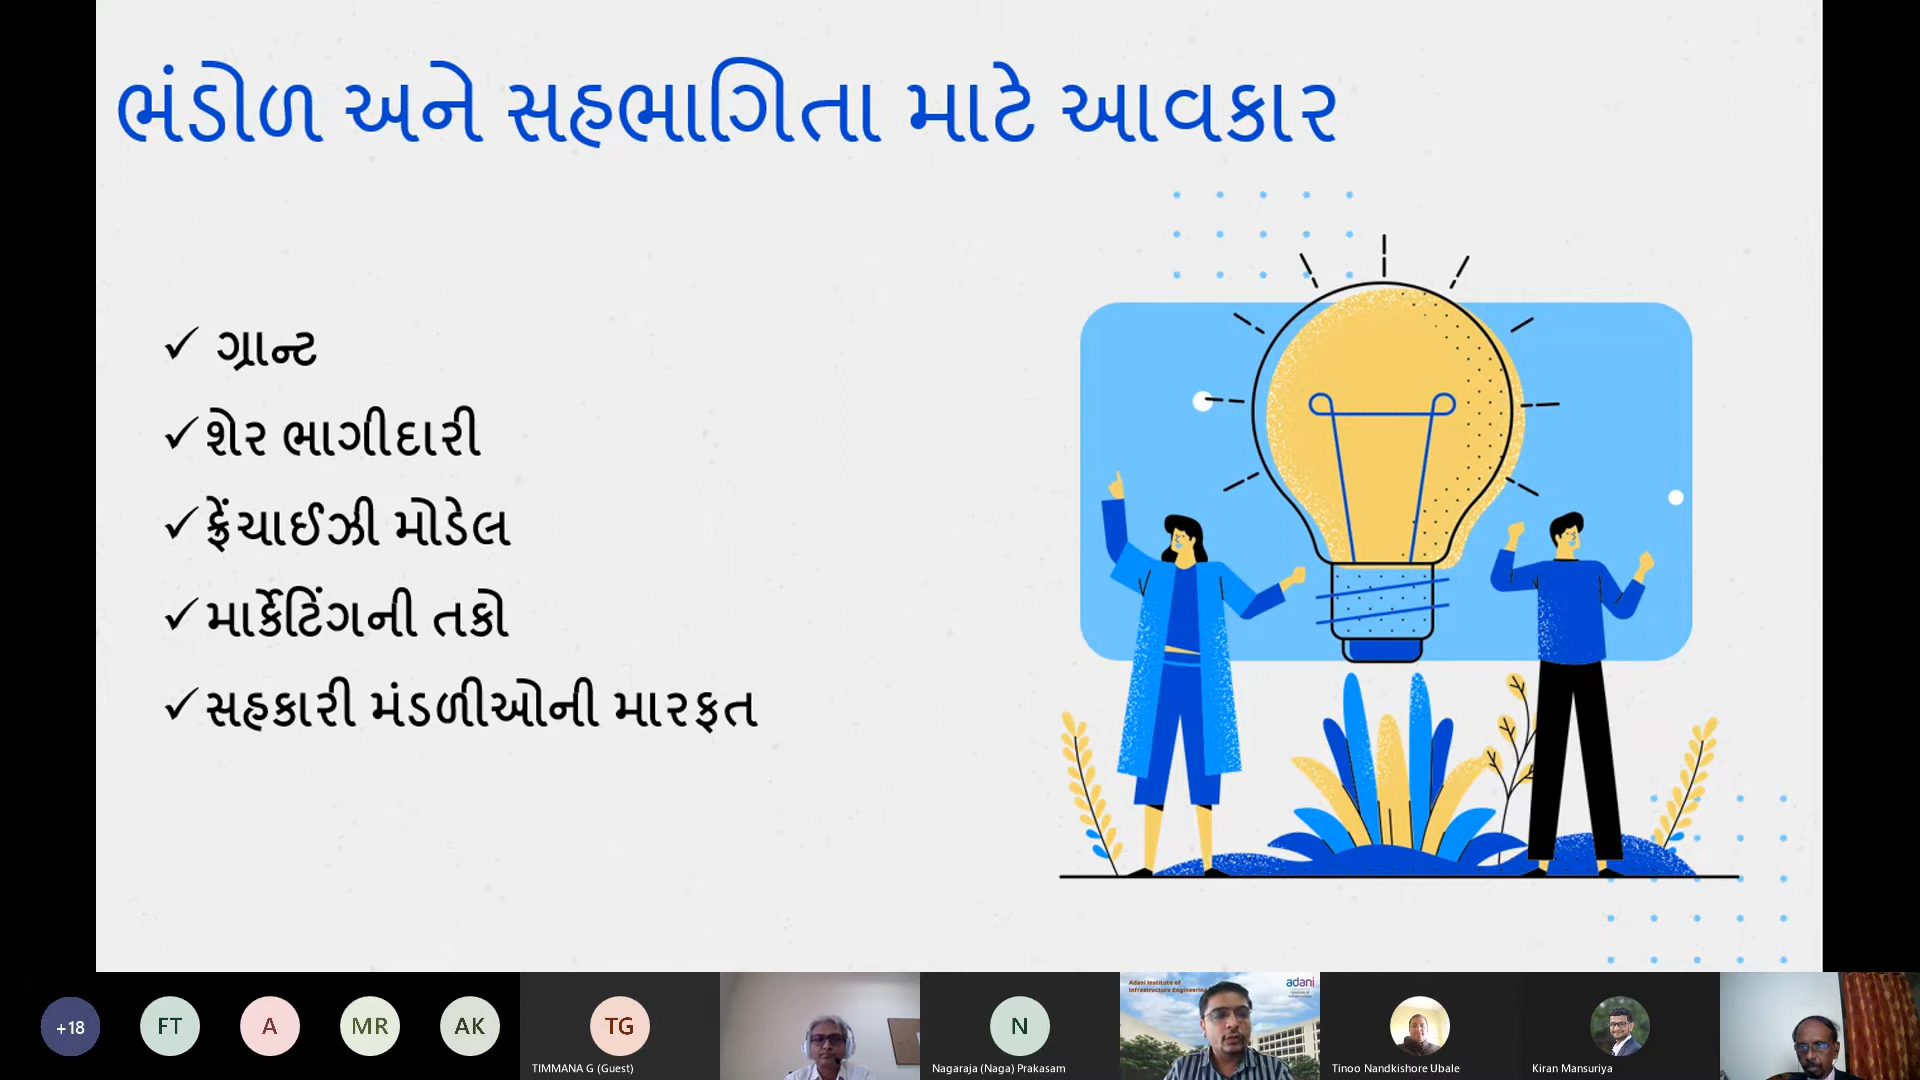 ભંડોળ અને સહભાગિતા માટે આવકાર
✓ ગ્રાન્ટ
✓ શેર ભાગીદારી
✓ ફ્રેંચાઈઝી મોડેલ
✓ માર્કેટિંગની તકો
✓ સહકારી મંડળીઓની મારફત
+18
FT
A
MR
AK
TG
TIMMANA G (Guest)
N
Nagaraja (Naga) Prakasam
Adani Institute of
Infrastructure Engineering
adani
Tinoo Nandkishore Ubale
Kiran Mansuriya